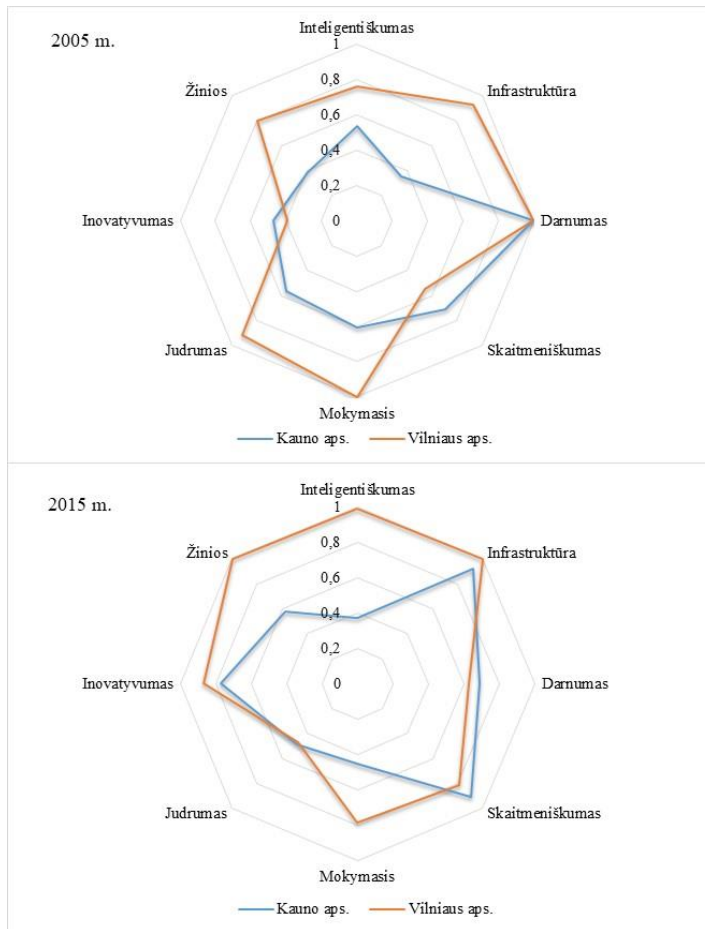 2005 m.
Inteligentiškumas
Infrastruktūra
Darnumas
Skaitmeniškumas
Mokymasis
Judrumas
Inovatyvumas
Žinios
1
0,8
0,6
0,4
0,2
0
Kauno aps.
Vilniaus aps.
2015 m.
Inteligentiškumas
Infrastruktūra
Darnumas
Skaitmeniškumas
Mokymasis
Judrumas
Inovatyvumas
Žinios
1
0,8
0,6
0,4
0,2
0
Kauno aps.
Vilniaus aps.